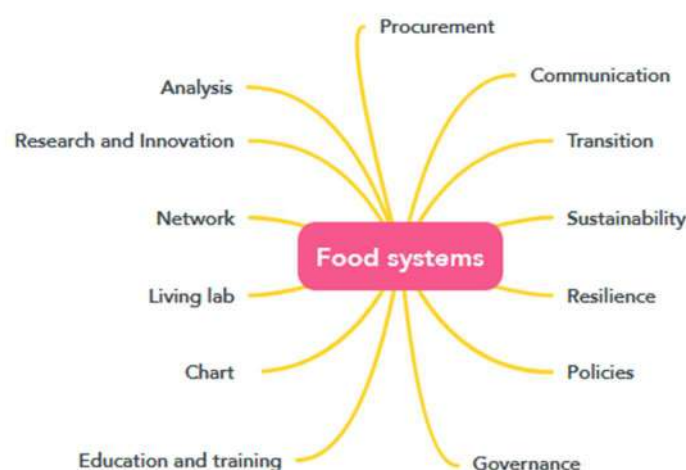 Procurement
Communication
Analysis
Research and Innovation
Transition
Network
Sustainability
Food systems
Living lab
Resilience
Chart
Policies
Education and training
Governance